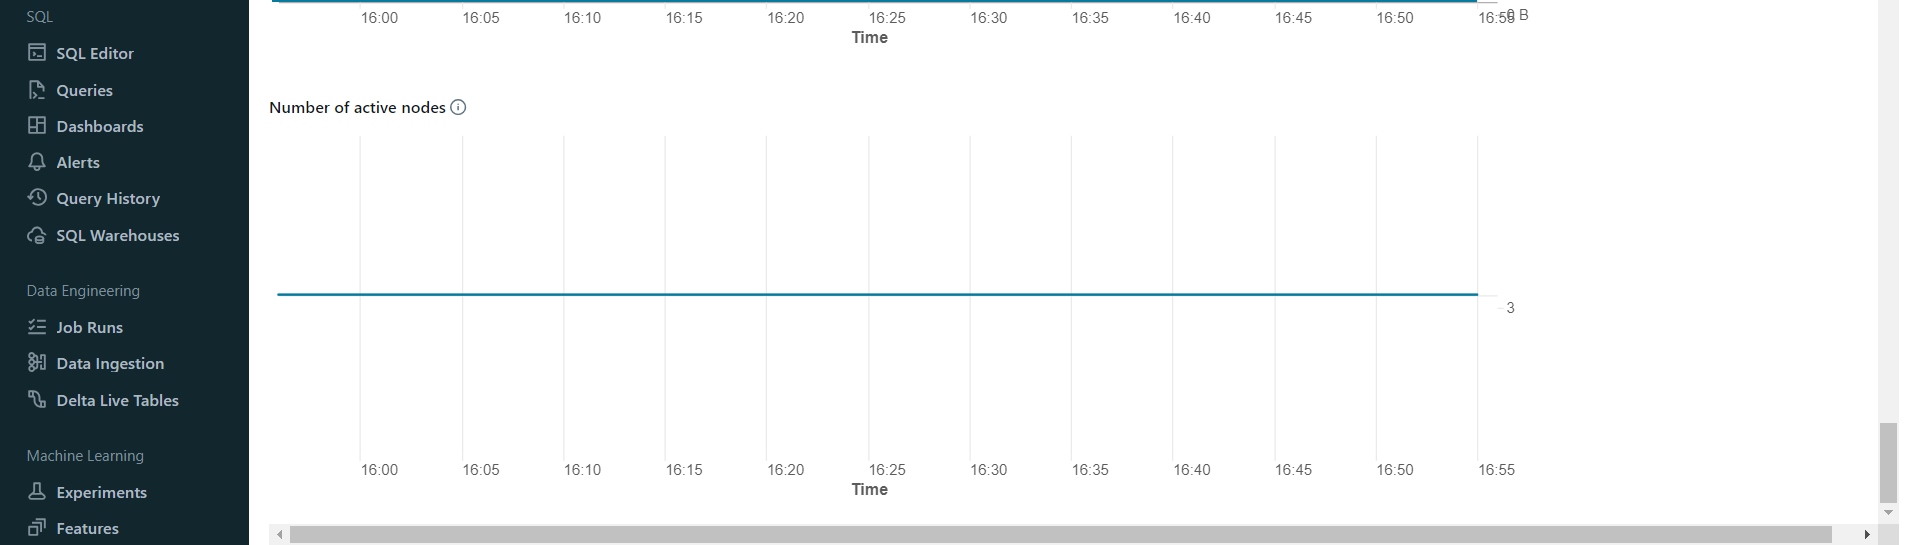 SQL
SQL Editor
Queries
Dashboards
Alerts
Query History
SQL Warehouses
Data Engineering
Job Runs
Data Ingestion
Delta Live Tables
Machine Learning
Experiments
Features
16:00 16:05 16:10 16:15 16:20 16:25 16:30 16:35 16:40 16:45 16:50 16:55 0 B
Time
Number of active nodes
3
16:00 16:05 16:10 16:15 16:20 16:25 16:30 16:35 16:40 16:45 16:50 16:55
Time